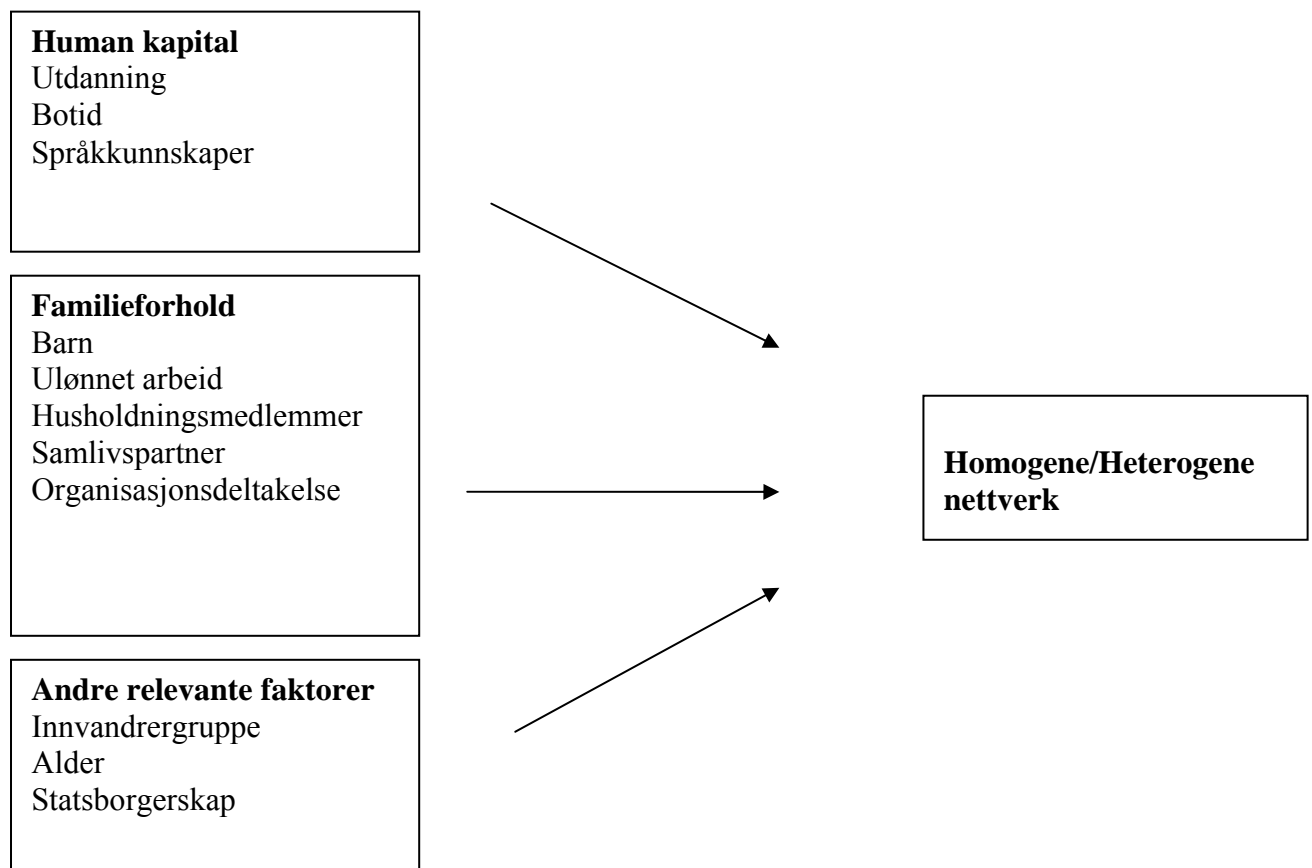 Human kapital
Utdanning
Botid
Språkkunnskaper
Familieforhold
Barn
Ulønnet arbeid
Husholdningsmedlemmer
Samlivspartner
Organisasjonsdeltakelse
Homogene/Heterogene
nettverk
Andre relevante faktorer
Innvandrergruppe
Alder
Statsborgerskap